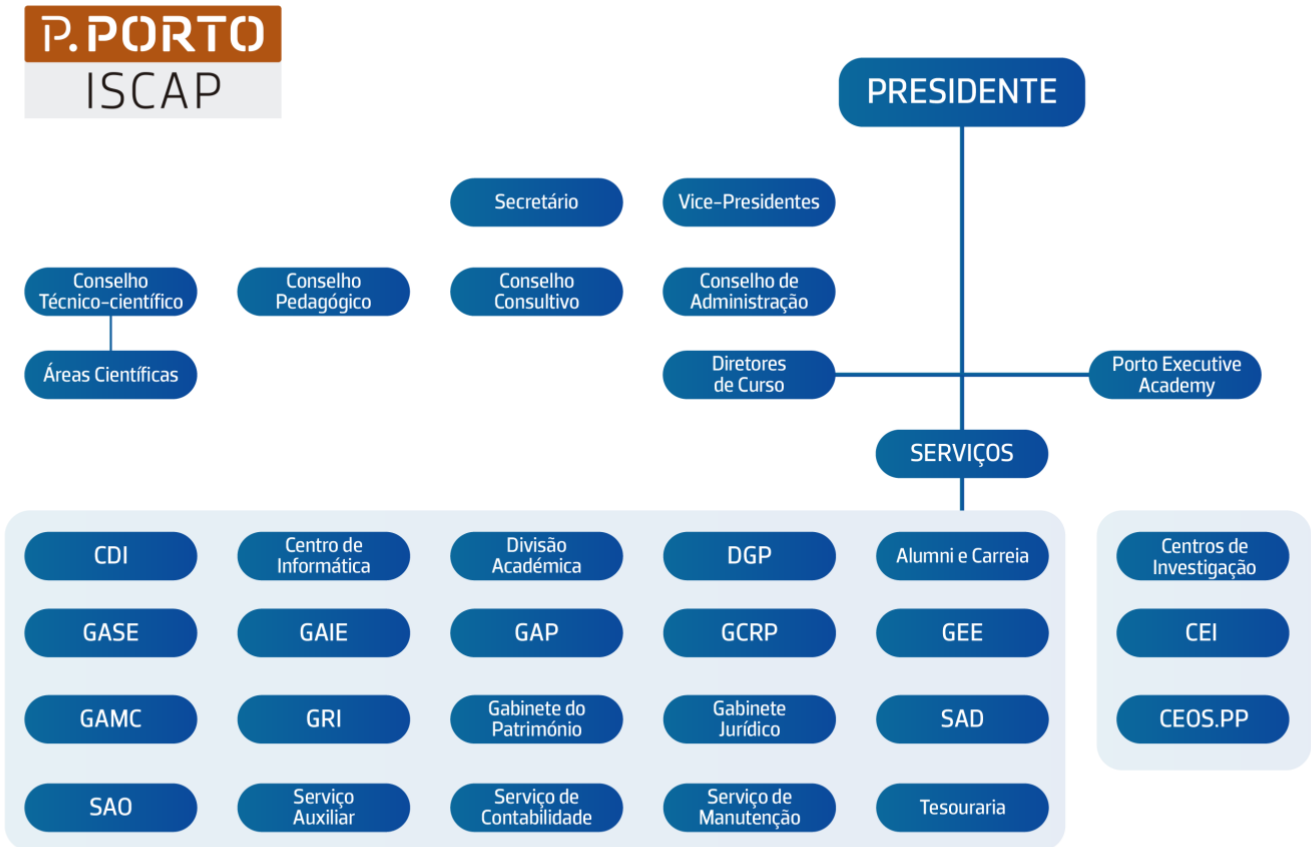 P.PORTO
ISCAP
PRESIDENTE
Secretário
Vice-Presidentes
Conselho
Técnico-científico
Conselho
Pedagógico
Conselho
Consultivo
Conselho de
Administração
Áreas Científicas
Diretores
de Curso
Porto Executive
Academy
SERVIÇOS
CDI
Centro de
Informática
Divisão
Académica
DGP
Alumni e Carreia
Centros de
Investigação
GASE
GAIE
GAP
GCRP
GEE
CEI
GAMC
GRI
Gabinete do
Património
Gabinete
Jurídico
SAD
CEOS.PP
SAO
Serviço
Auxiliar
Serviço de
Contabilidade
Serviço de
Manutenção
Tesouraria